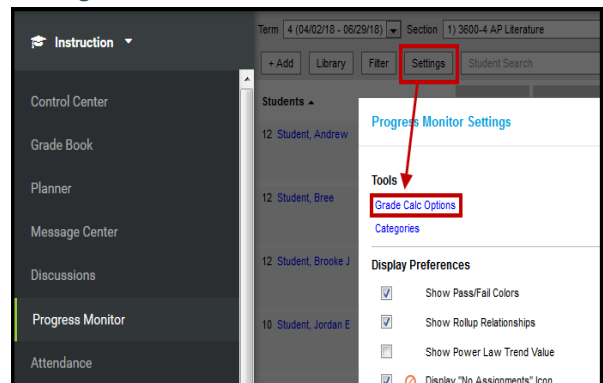 Instruction
Term 4 (04/02/18 - 06/29/18) Section 1) 3600-4 AP Literature
+ Add Library Filter Settings Student Search
Control Center
Grade Book
Planner
Message Center
Discussions
Progress Monitor
Attendance
Students
12 Student, Andrew
12 Student, Bree
12 Student, Brooke J
10 Student, Jordan E
Progress Monitor Settings
Tools
Grade Calc Options
Categories
Display Preferences
Show Pass/Fail Colors
Show Rollup Relationships
Show Power Law Trend Value
Display "No Assignments" Icon